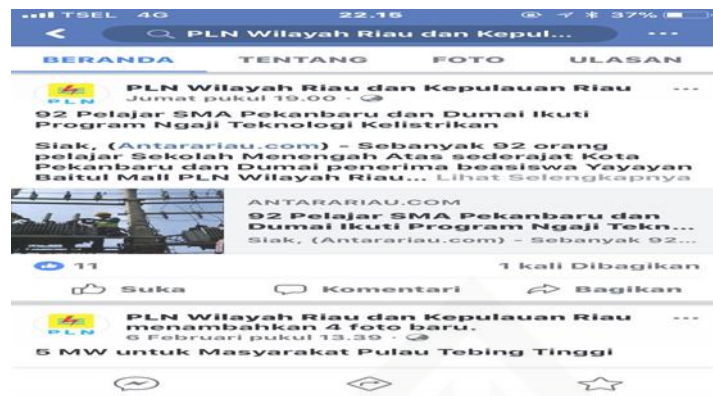 TSEL 4G 22.15 37%
PLN Wilayah Riau dan Kepul...
BERANDA TENTANG FOTO ULASAN
PLN Wilayah Riau dan Kepulauan Riau
Jumat pukul 19.00 ·
PLN
92 Pelajar SMA Pekanbaru dan Dumai Ikuti
Program Ngaji Teknologi Kelistrikan
Siak, (Antarariau.com) - Sebanyak 92 orang
pelajar Sekolah Menengah Atas sederajat Kota
Pekanbaru dan Dumai penerima beasiswa Yayayan
Baitul Mall PLN Wilayah Riau... Lihat Selengkapnya
ANTARARIAU.COM
92 Pelajar SMA Pekanbaru dan
Dumai Ikuti Program Ngaji Tekn...
Siak, (Antarariau.com) - Sebanyak 92...
11 1 kali Dibagikan
Suka Komentari Bagikan
PLN Wilayah Riau dan Kepulauan Riau
menambahkan 4 foto baru.
PLN
6 Februari pukul 13.39 ·
5 MW untuk Masyarakat Pulau Tebing Tinggi